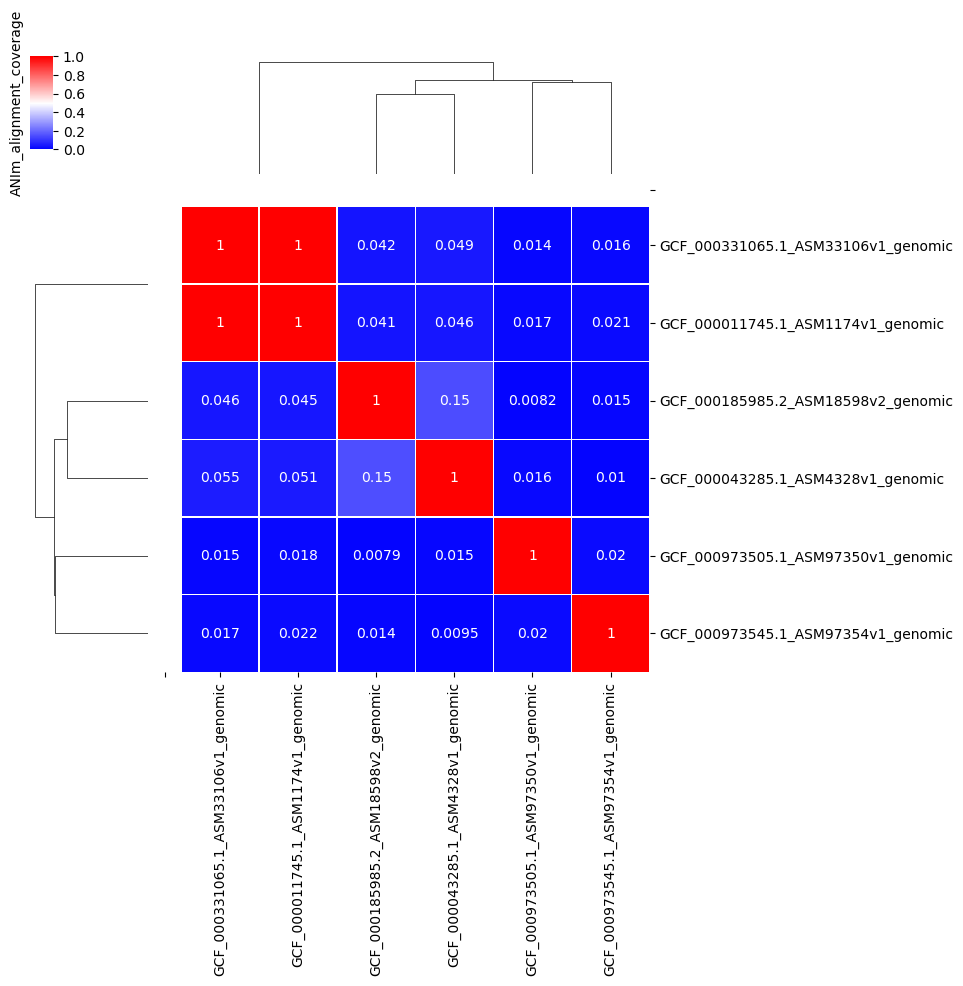 ANIm_alignment_coverage
1.0
0.8
0.6
0.4
0.2
0.0
1 1 0.042 0.049 0.014 0.016 GCF_000331065.1_ASM33106v1_genomic
1 1 0.041 0.046 0.017 0.021 GCF_000011745.1_ASM1174v1_genomic
0.046 0.045 1 0.15 0.0082 0.015 GCF_000185985.2_ASM18598v2_genomic
0.055 0.051 0.15 1 0.016 0.01 GCF_000043285.1_ASM4328v1_genomic
0.015 0.018 0.0079 0.015 1 0.02 GCF_000973505.1_ASM97350v1_genomic
0.017 0.022 0.014 0.0095 0.02 1 GCF_000973545.1_ASM97354v1_genomic
GCF_000331065.1_ASM33106v1_genomic
GCF_000011745.1_ASM1174v1_genomic
GCF_000185985.2_ASM18598v2_genomic
GCF_000043285.1_ASM4328v1_genomic
GCF_000973505.1_ASM97350v1_genomic
GCF_000973545.1_ASM97354v1_genomic